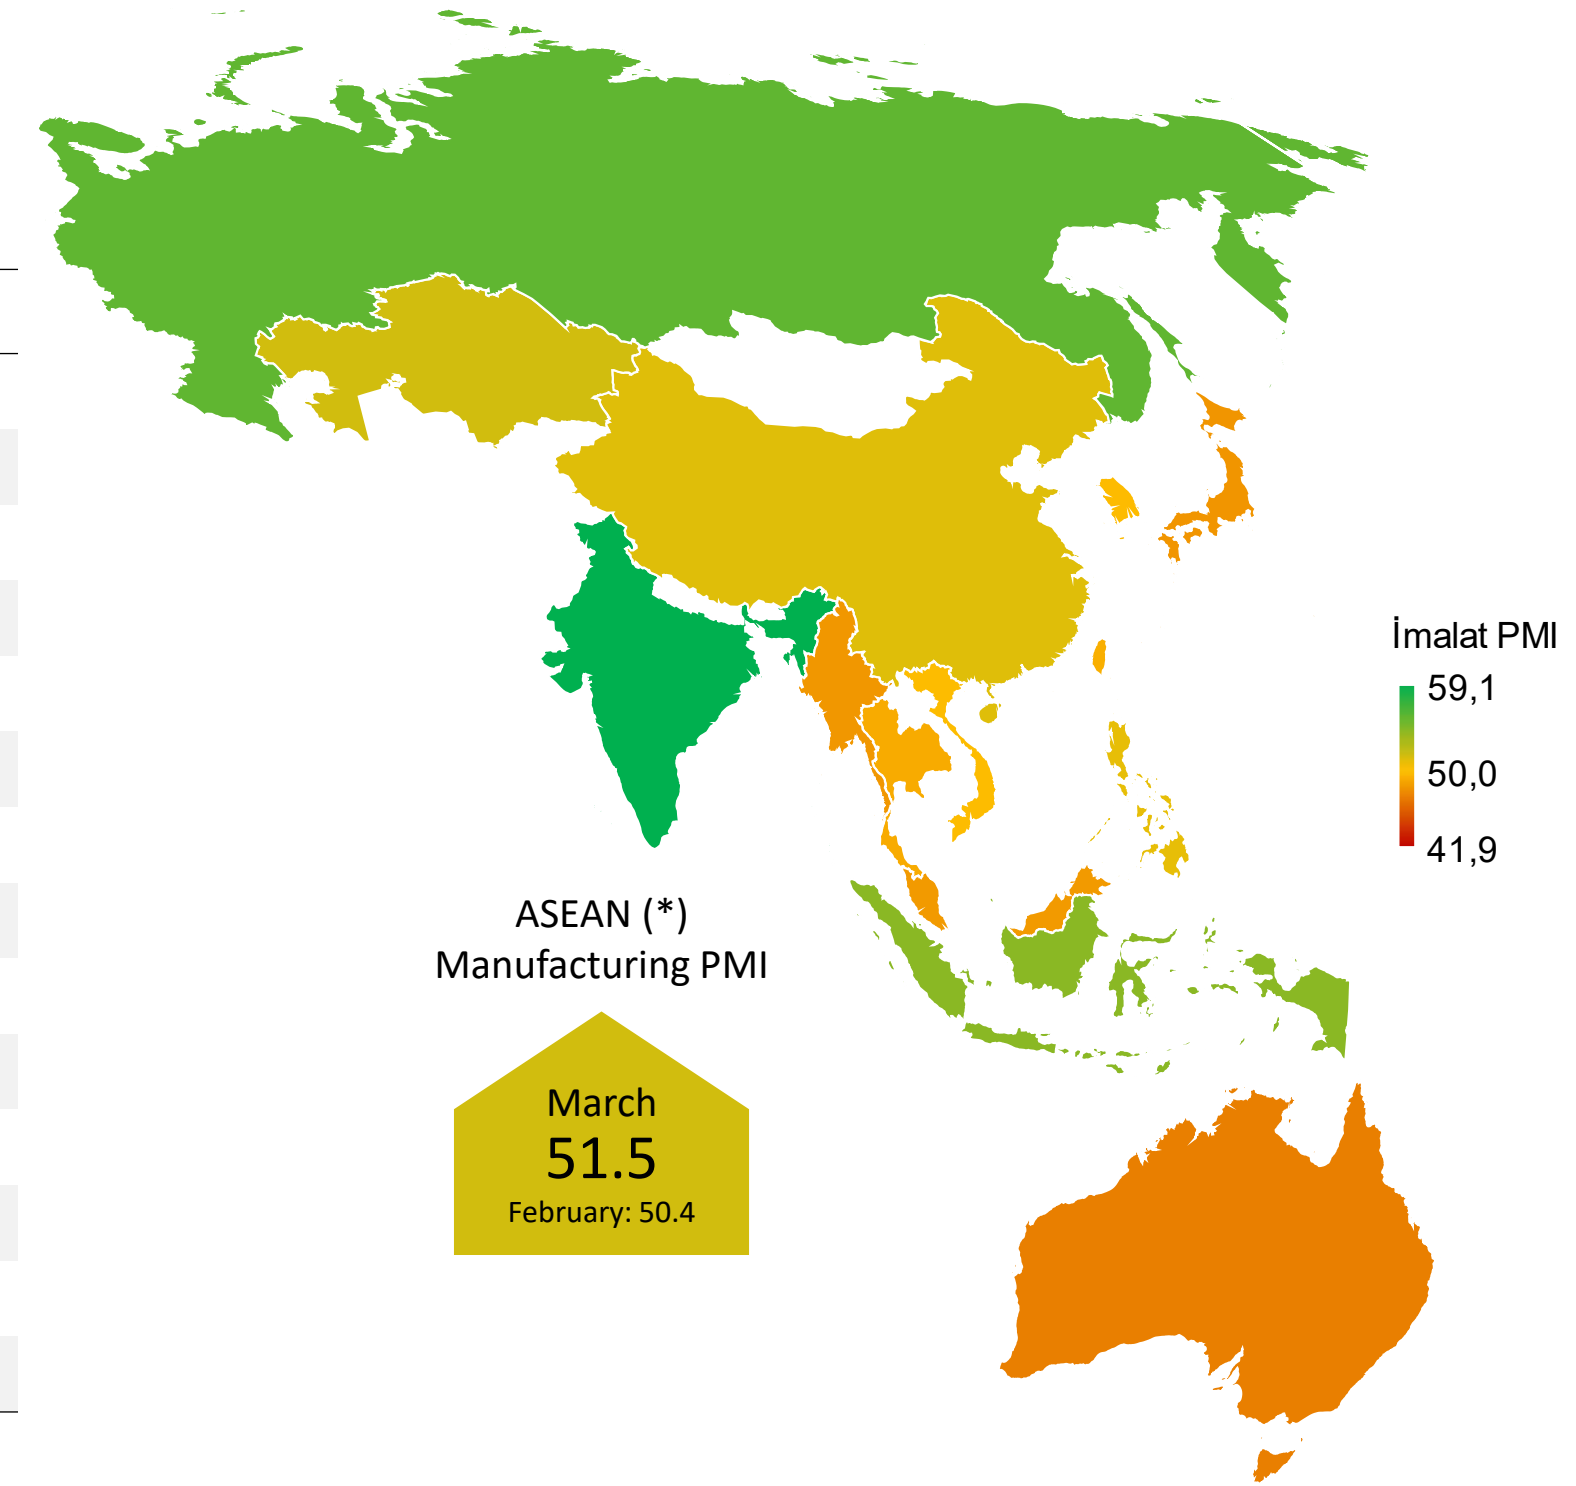 İmalat PMI
59,1
50,0
41,9
ASEAN (*)
Manufacturing PMI
March
51.5
February: 50.4